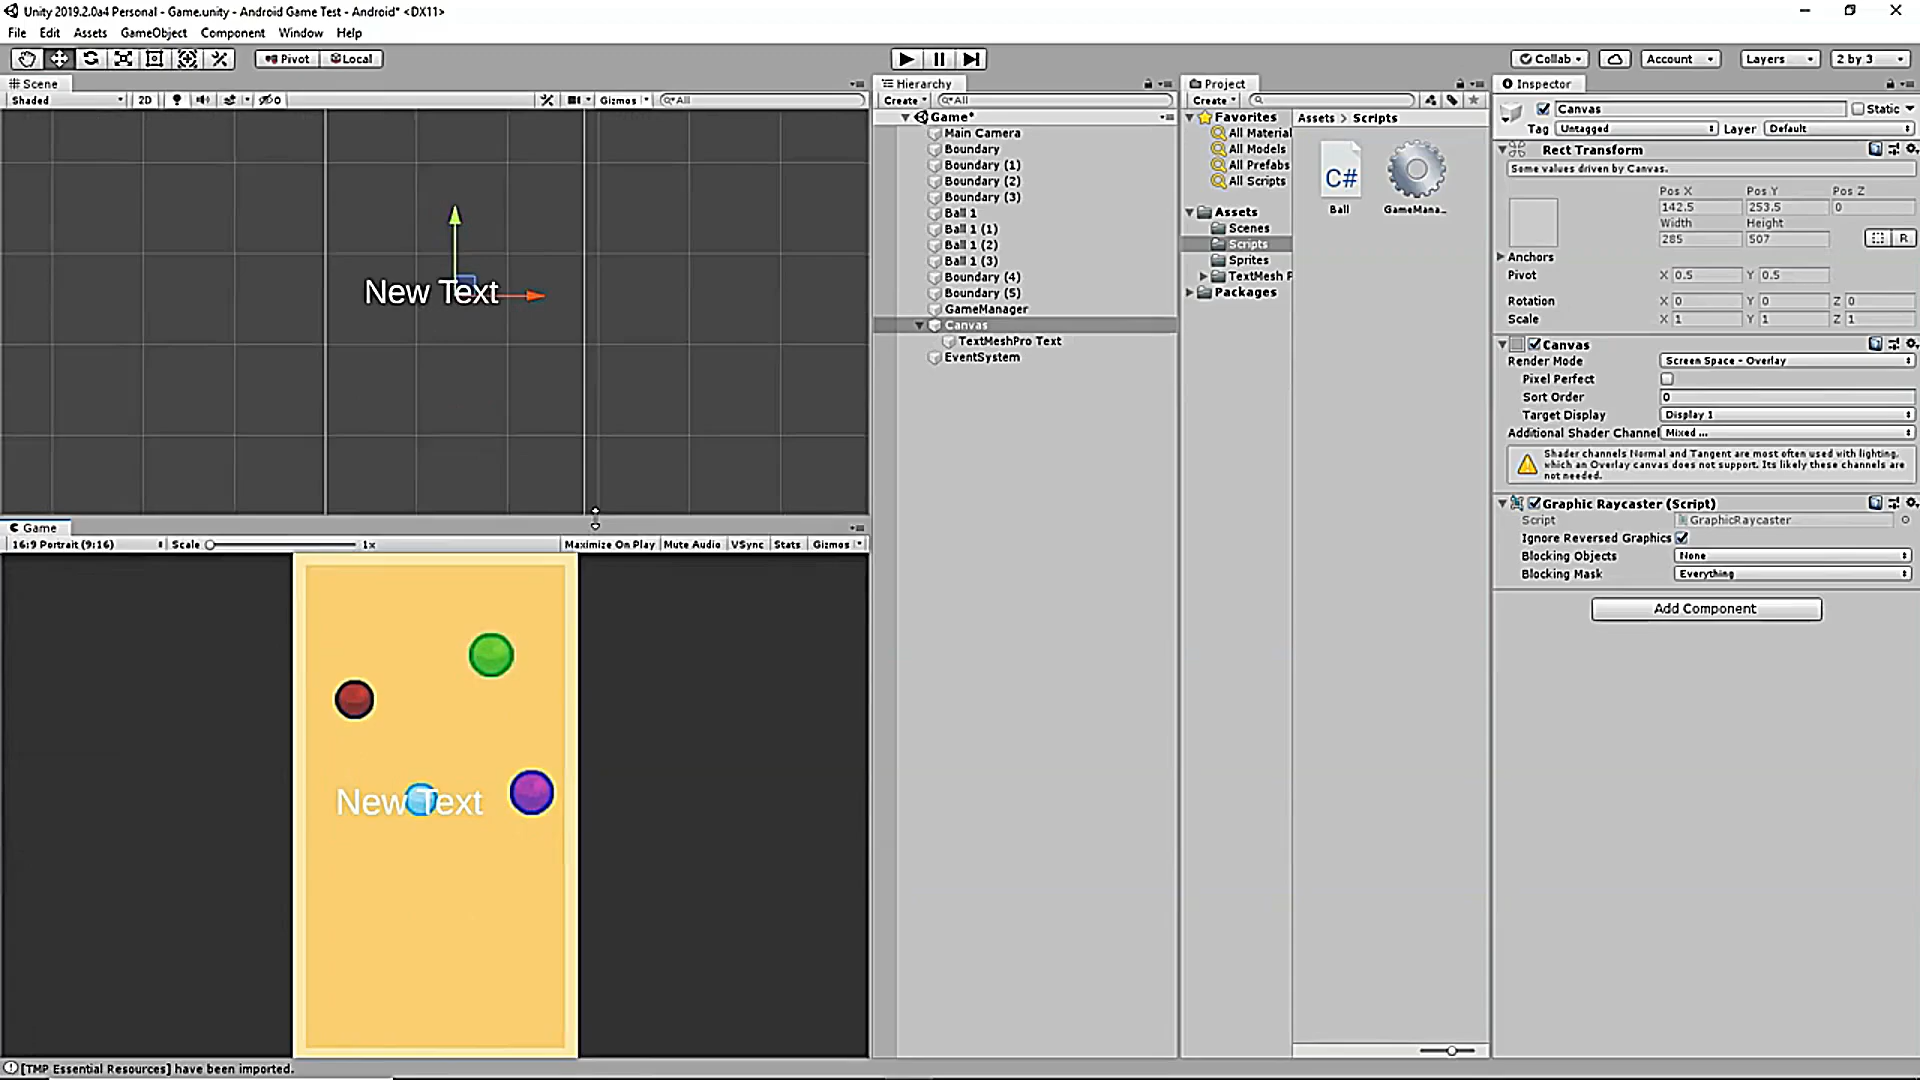 Unity 2019.2.0a4 Personal - Game.unity - Android Game Test - Android* <DX11>
File Edit Assets GameObject Component Window Help
Pivot Local
Collab Account Layers 2 by 3
Scene
Shaded 2D 0 Gizmos All
New Text
Game
16:9 Portrait (9:16) Scale 1x Maximize On Play Mute Audio VSync Stats Gizmos
New Text
Hierarchy
Create All
Game*
Main Camera
Boundary
Boundary (1)
Boundary (2)
Boundary (3)
Ball 1
Ball 1 (1)
Ball 1 (2)
Ball 1 (3)
Boundary (4)
Boundary (5)
GameManager
Canvas
TextMeshPro Text
EventSystem
Project
Create
Favorites
All Material
All Models
All Prefabs
All Scripts
Assets
Scenes
Scripts
Sprites
TextMesh P
Packages
Assets > Scripts
C#
Ball GameMana...
Inspector
Canvas Static
Tag Untagged Layer Default
Rect Transform
Some values driven by Canvas.
Pos X Pos Y Pos Z
142.5 253.5 0
Width Height
285 507 R
Anchors
Pivot X 0.5 Y 0.5
Rotation X 0 Y 0 Z 0
Scale X 1 Y 1 Z 1
Canvas
Render Mode Screen Space - Overlay
Pixel Perfect
Sort Order 0
Target Display Display 1
Additional Shader Channel Mixed ...
Shader channels Normal and Tangent are most often used with lighting,
which an Overlay canvas does not support. Its likely these channels are
not needed.
Graphic Raycaster (Script)
Script GraphicRaycaster
Ignore Reversed Graphics
Blocking Objects None
Blocking Mask Everything
Add Component
[TMP Essential Resources] have been imported.